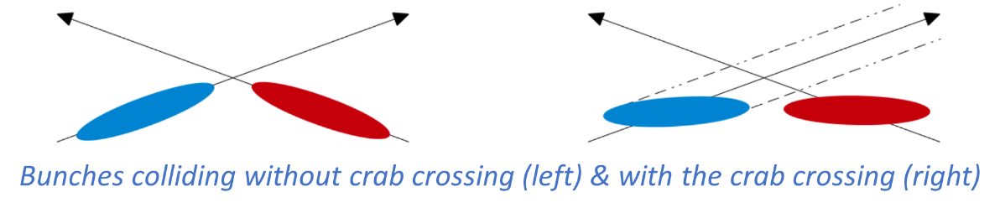 Bunches colliding without crab crossing (left) & with the crab crossing (right)